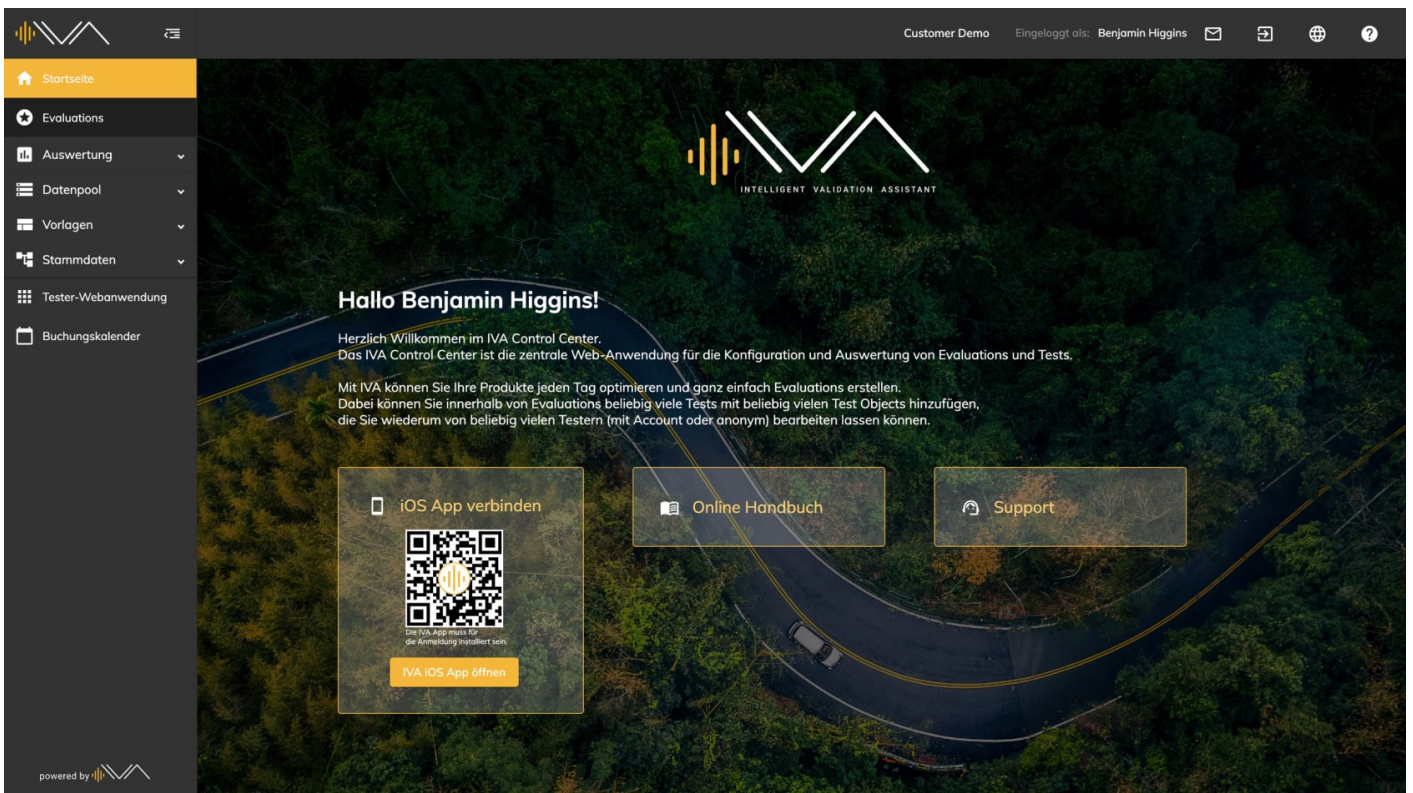 IVA
Customer Demo
Eingeloggt als: Benjamin Higgins
Startseite
Evaluations
Auswertung
Datenpool
Vorlagen
Stammdaten
Tester-Webanwendung
Buchungskalender
IVA
INTELLIGENT VALIDATION ASSISTANT
Hallo Benjamin Higgins!
Herzlich Willkommen im IVA Control Center.
Das IVA Control Center ist die zentrale Web-Anwendung für die Konfiguration und Auswertung von Evaluations und Tests.
Mit IVA können Sie Ihre Produkte jeden Tag optimieren und ganz einfach Evaluations erstellen.
Dabei können Sie innerhalb von Evaluations beliebig viele Tests mit beliebig vielen Test Objects hinzufügen,
die Sie wiederum von beliebig vielen Testern (mit Account oder anonym) bearbeiten lassen können.
iOS App verbinden
Die IVA App muss für
die Anmeldung installiert sein.
IVA iOS App öffnen
Online Handbuch
Support
powered by IVA